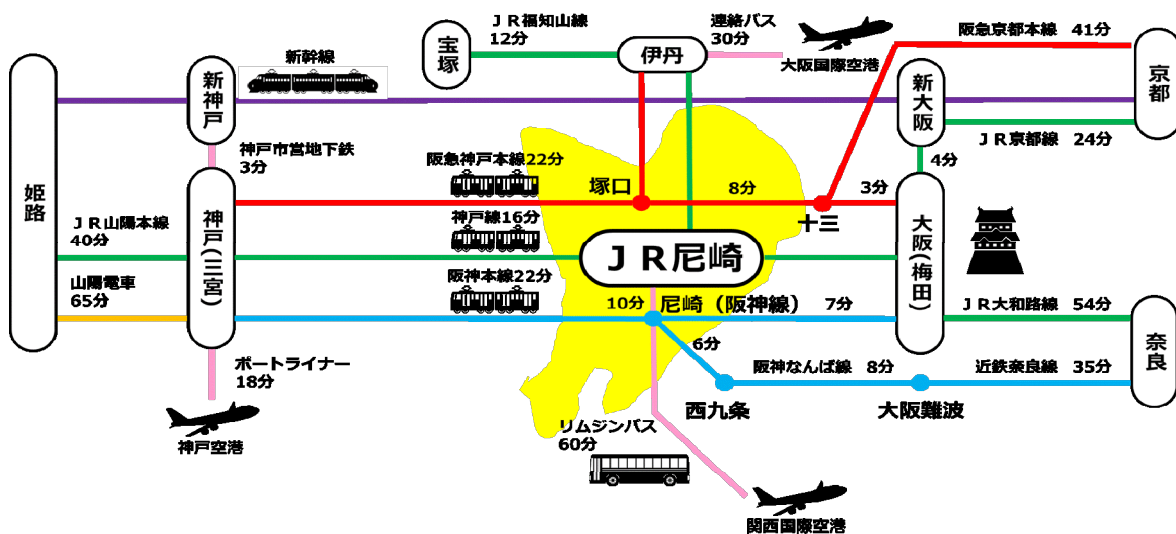 ＪＲ福知山線
12分
連絡バス
30分
阪急京都本線 41分
宝塚
伊丹
大阪国際空港
新幹線
新神戸
新大阪
京都
ＪＲ京都線 24分
神戸市営地下鉄
3分
4分
阪急神戸本線22分
塚口
8分
3分
十三
姫路
ＪＲ山陽本線
40分
神戸(三宮)
神戸線16分
ＪＲ尼崎
大阪(梅田)
山陽電車
65分
阪神本線22分
10分
尼崎（阪神線）
7分
ＪＲ大和路線 54分
奈良
6分
阪神なんば線 8分
近鉄奈良線 35分
西九条
大阪難波
ポートライナー
18分
神戸空港
リムジンバス
60分
関西国際空港